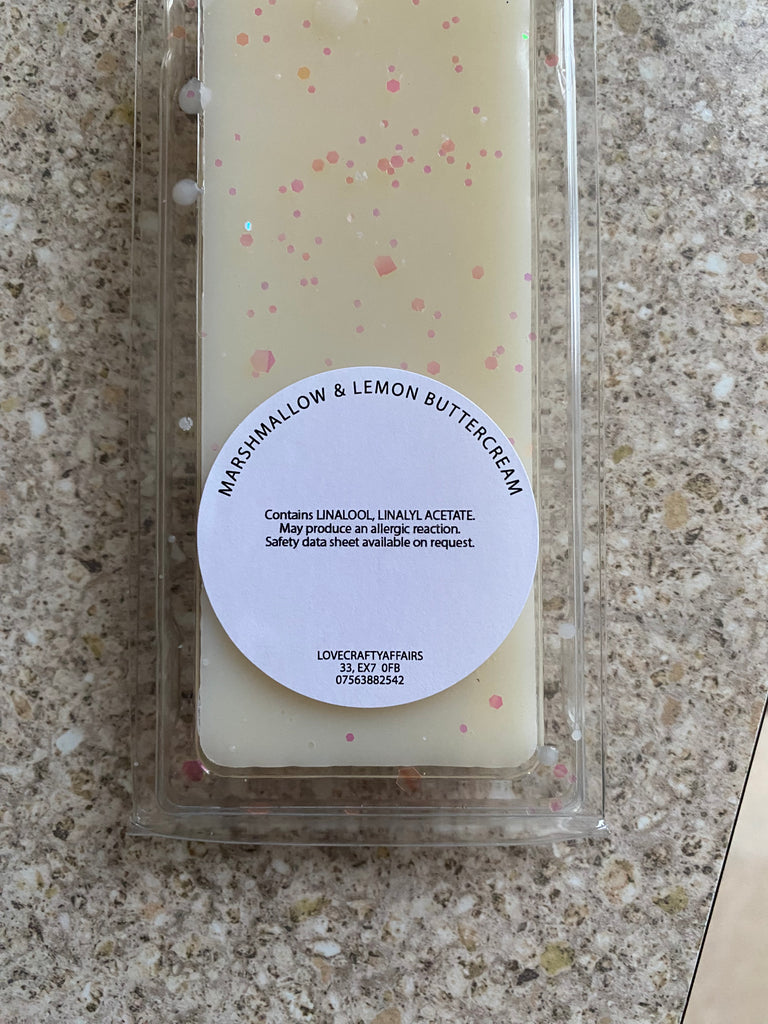 MARSHMALLOW & LEMON BUTTERCREAM
Contains LINALOOL, LINALYL ACETATE.
May produce an allergic reaction.
Safety data sheet available on request.
LOVECRAFTYAFFAIRS
33, EX7 0FB
07563882542